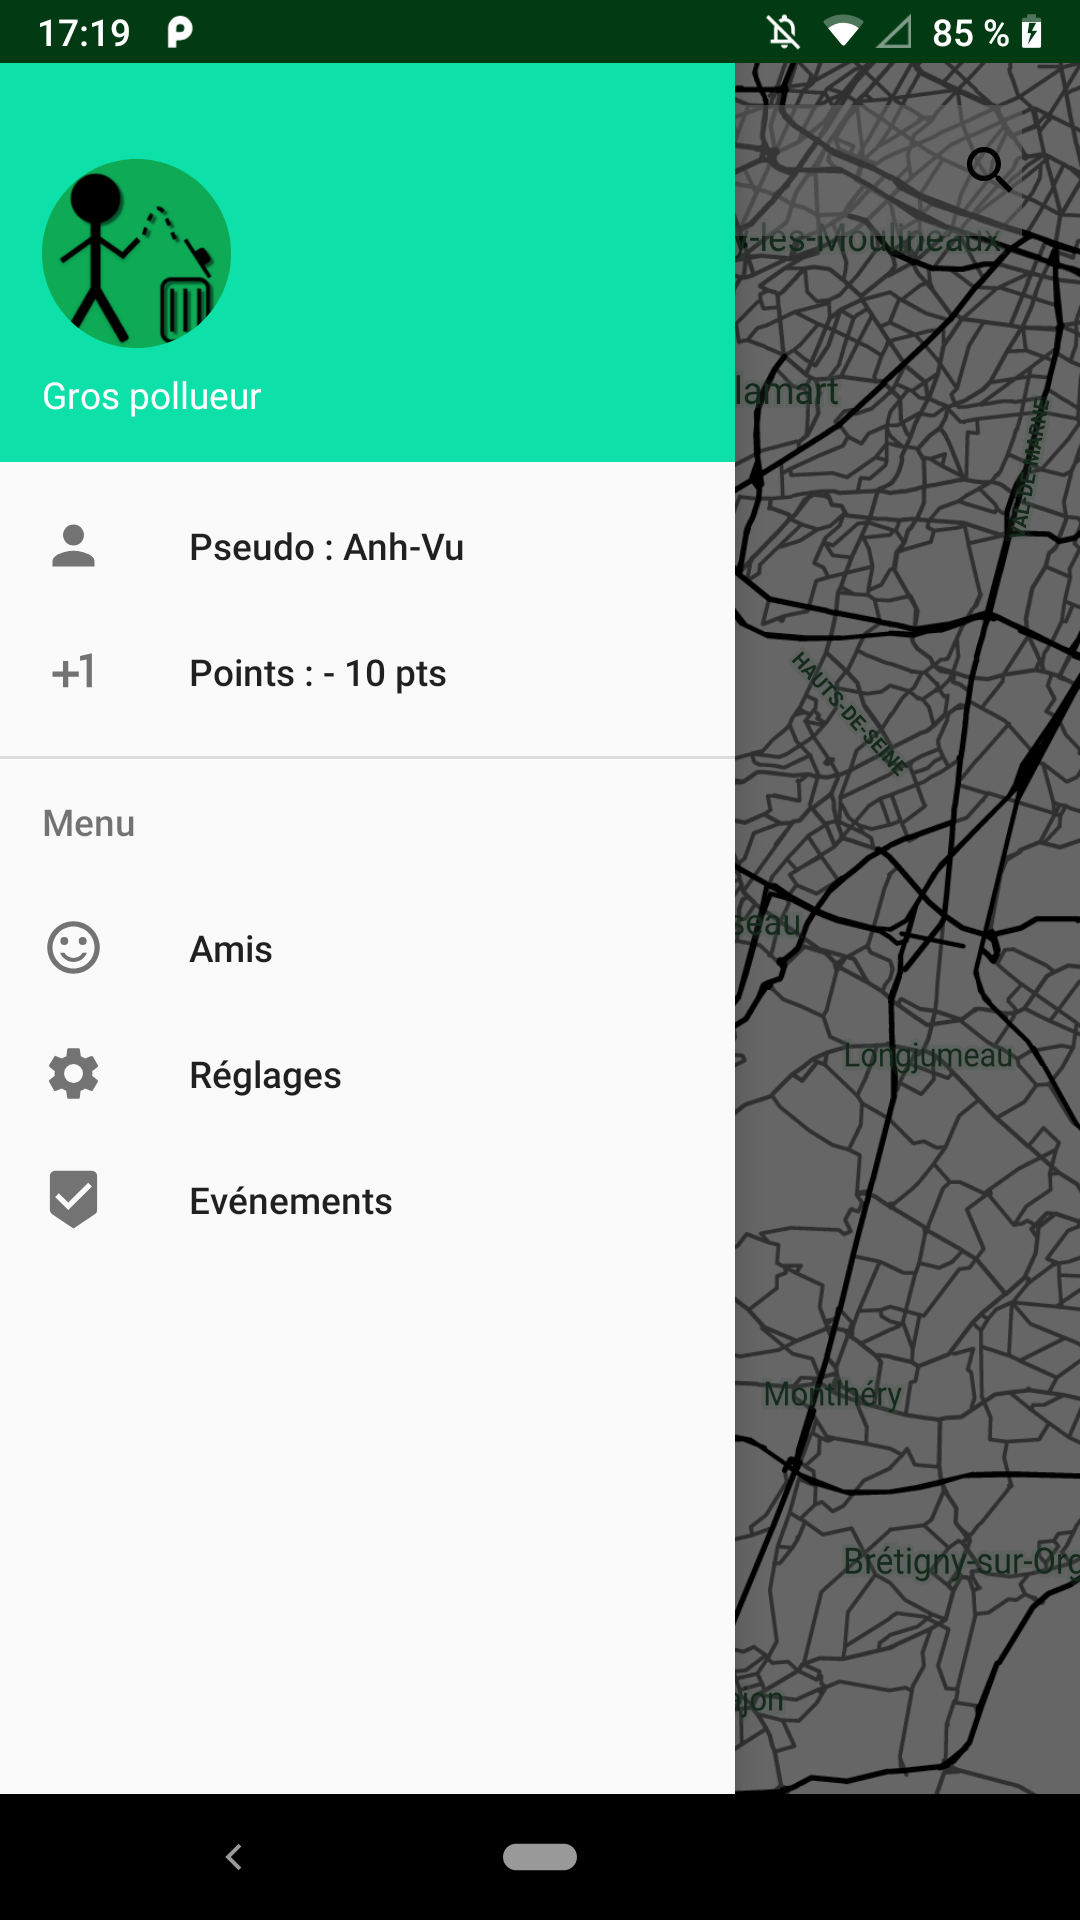 17:19
85 %
y-les-Moulineaux
Gros pollueur
lamart
VAL-DE-MARNE
Pseudo : Anh-Vu
+1
Points : - 10 pts
HAUTS-DE-SEINE
Menu
seau
Amis
Longjumeau
Réglages
Evénements
Montlhéry
Brétigny-sur-Org
ajon